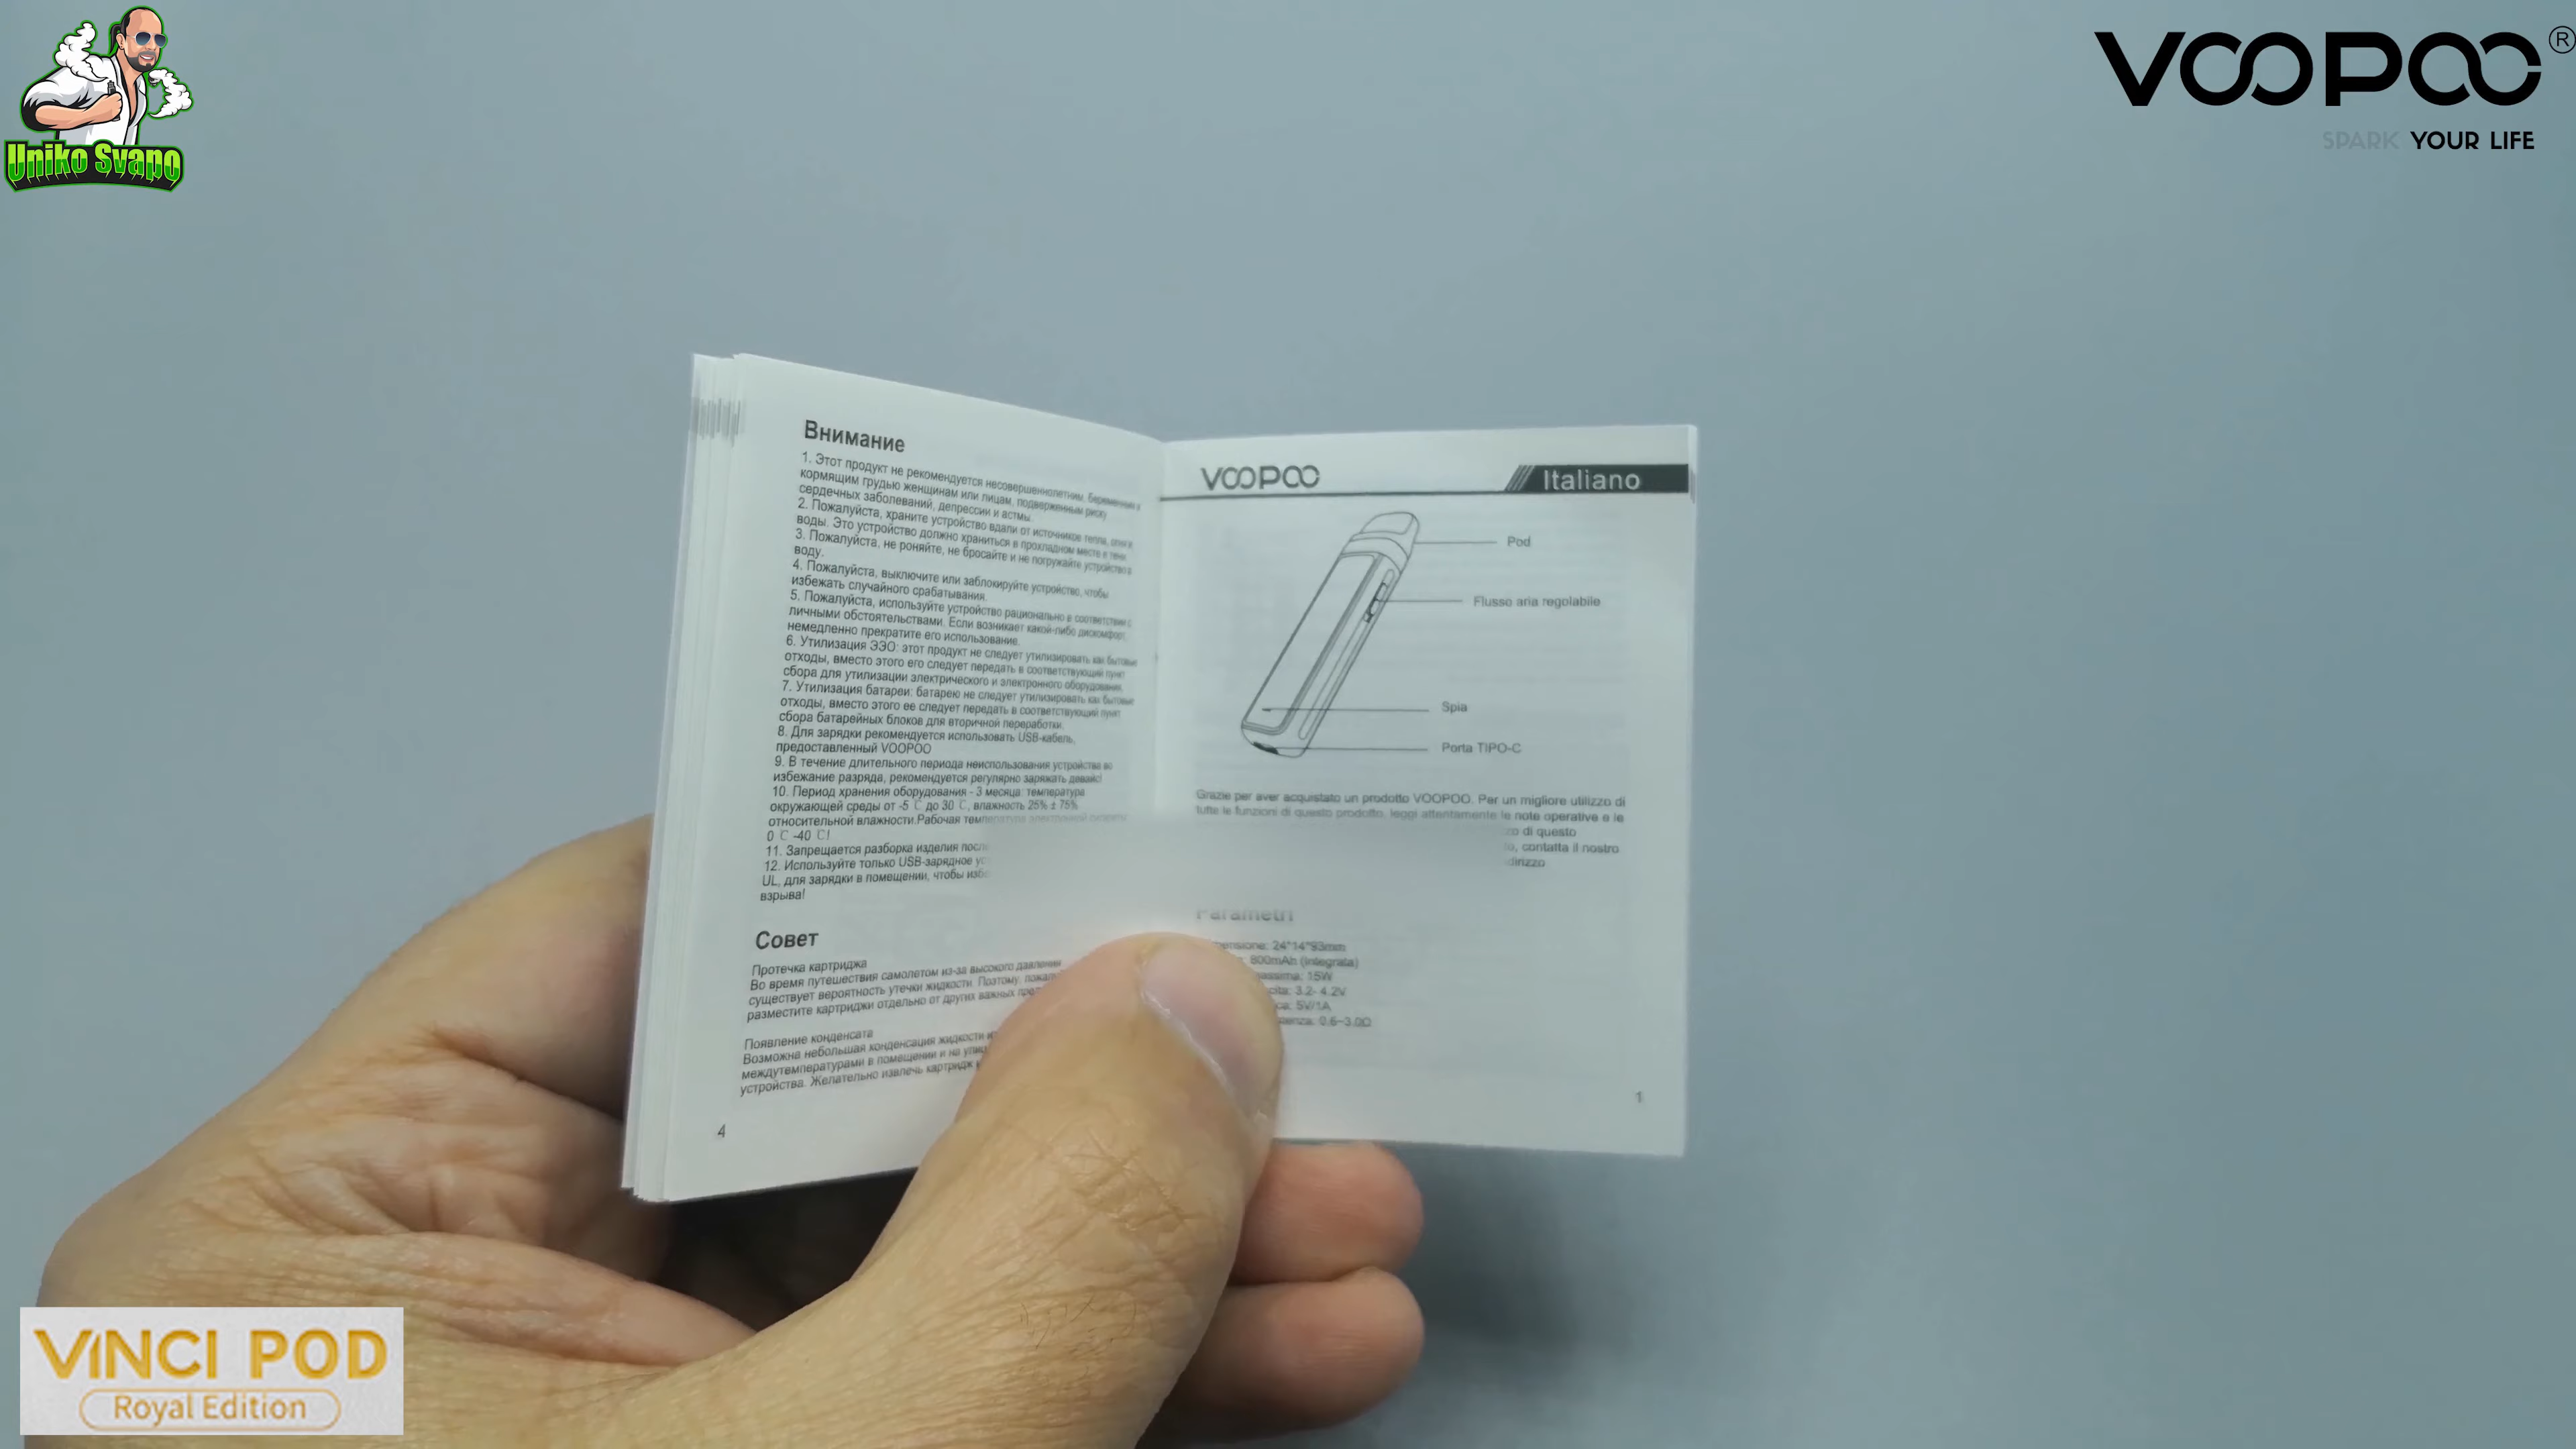 Uniko Svapo
VOOPOO®
SPARK YOUR LIFE
Внимание
1. Этот продукт не рекомендуется несовершеннолетним, беременным и
кормящим грудью женщинам или лицам, подверженным риску
сердечных заболеваний, депрессии и астмы.
2. Пожалуйста, храните устройство вдали от источников тепла, огня и
воды. Это устройство должно храниться в прохладном месте в тени.
3. Пожалуйста, не роняйте, не бросайте и не погружайте устройство в
воду.
4. Пожалуйста, выключите или заблокируйте устройство, чтобы
избежать случайного срабатывания.
5. Пожалуйста, используйте устройство рационально в соответствии с
личными обстоятельствами. Если возникает какой-либо дискомфорт,
немедленно прекратите его использование.
6. Утилизация ЭЭО: этот продукт не следует утилизировать как бытовые
отходы, вместо этого его следует передать в соответствующий пункт
сбора для утилизации электрического и электронного оборудования.
7. Утилизация батареи: батарею не следует утилизировать как бытовые
отходы, вместо этого ее следует передать в соответствующий пункт
сбора батарейных блоков для вторичной переработки.
8. Для зарядки рекомендуется использовать USB-кабель,
предоставленный VOOPOO
9. В течение длительного периода неиспользования устройства во
избежание разряда, рекомендуется регулярно заряжать девайс!
10. Период хранения оборудования - 3 месяца: температура
окружающей среды от -5 ℃ до 30 ℃, влажность 25% ± 75%
относительной влажности.Рабочая
0 ℃ -40 ℃!
11. Запрещается разборка изделия
12. Используйте только USB-зарядное
UL, для зарядки в помещении, чтобы
взрыва!
Совет
Протечка картриджа
Во время путешествия самолетом из-за высокого давления
существует вероятность утечки жидкости. Поэтому,
разместите картриджи отдельно от других важных
Появление конденсата
Возможна небольшая конденсация жидкости
междутемпературами в помещении и на
устройства. Желательно извлечь картридж
4
VOOPOO
Italiano
Pod
Flusso aria regolabile
Spia
Porta TIPO-C
Grazie per aver acquistato un prodotto VOOPOO. Per un migliore utilizzo di
tutte le funzioni di questo prodotto, leggi attentamente le note operative e le
di questo
contatta il nostro
Parametri
24*14*93mm
800mAh (Integrata)
15W
3.2- 4.2V
5V/1A
0.6~3.0Ω
1
VINCI POD
Royal Edition